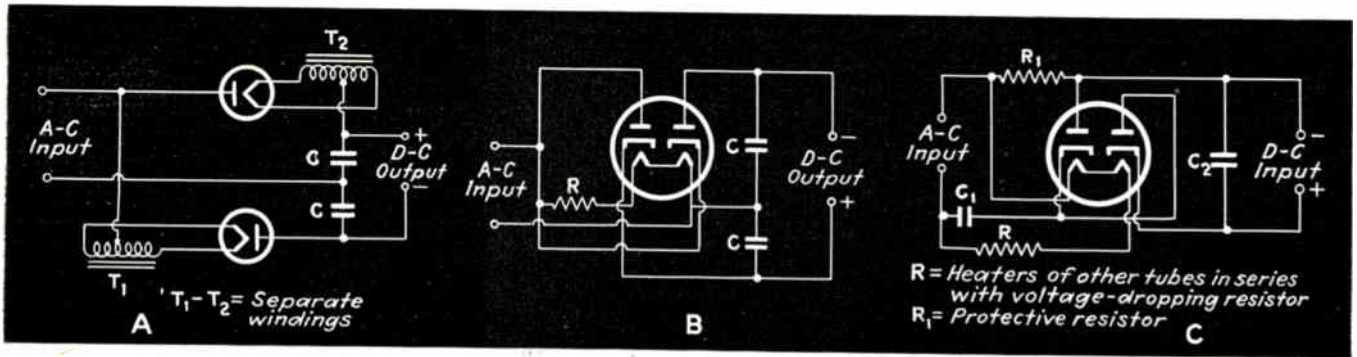 T₂
A-C
Input
+
D-C
Output
-
C
C
T₁
T₁-T₂= Separate
windings
A
A-C
Input
R
C
C
-
D-C
Output
+
B
R₁
A-C
Input
C₁
R
C₂
-
D-C
Input
+
R= Heaters of other tubes in series
with voltage-dropping resistor
R₁= Protective resistor
C